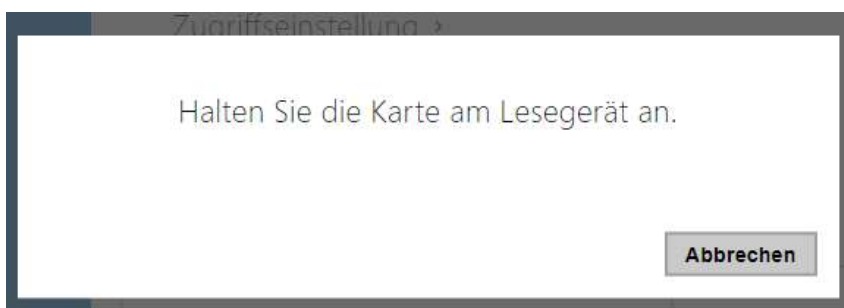 Zugriffseinstellung ›
Halten Sie die Karte am Lesegerät an.
Abbrechen